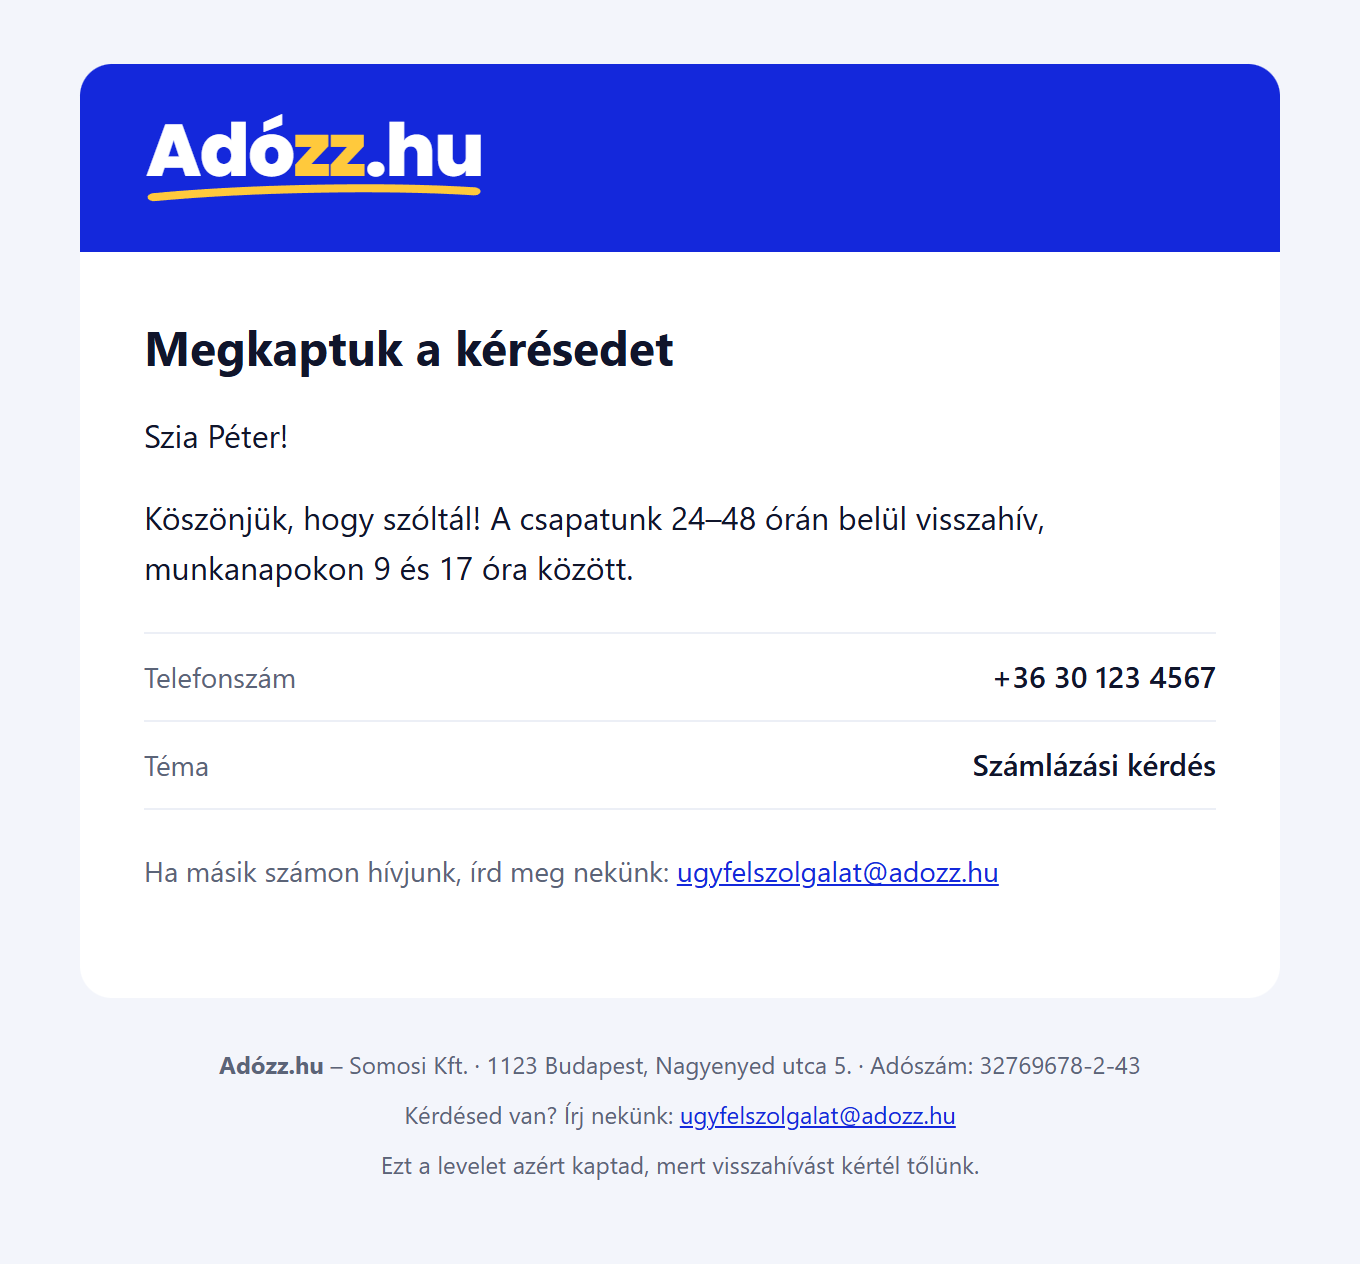 Adózz.hu
Megkaptuk a kérésedet
Szia Péter!
Köszönjük, hogy szóltál! A csapatunk 24–48 órán belül visszahív,
munkanapokon 9 és 17 óra között.
Telefonszám +36 30 123 4567
Téma Számlázási kérdés
Ha másik számon hívjunk, írd meg nekünk: ugyfelszolgalat@adozz.hu
Adózz.hu – Somosi Kft. · 1123 Budapest, Nagyenyed utca 5. · Adószám: 32769678-2-43
Kérdésed van? Írj nekünk: ugyfelszolgalat@adozz.hu
Ezt a levelet azért kaptad, mert visszahívást kértél tőlünk.